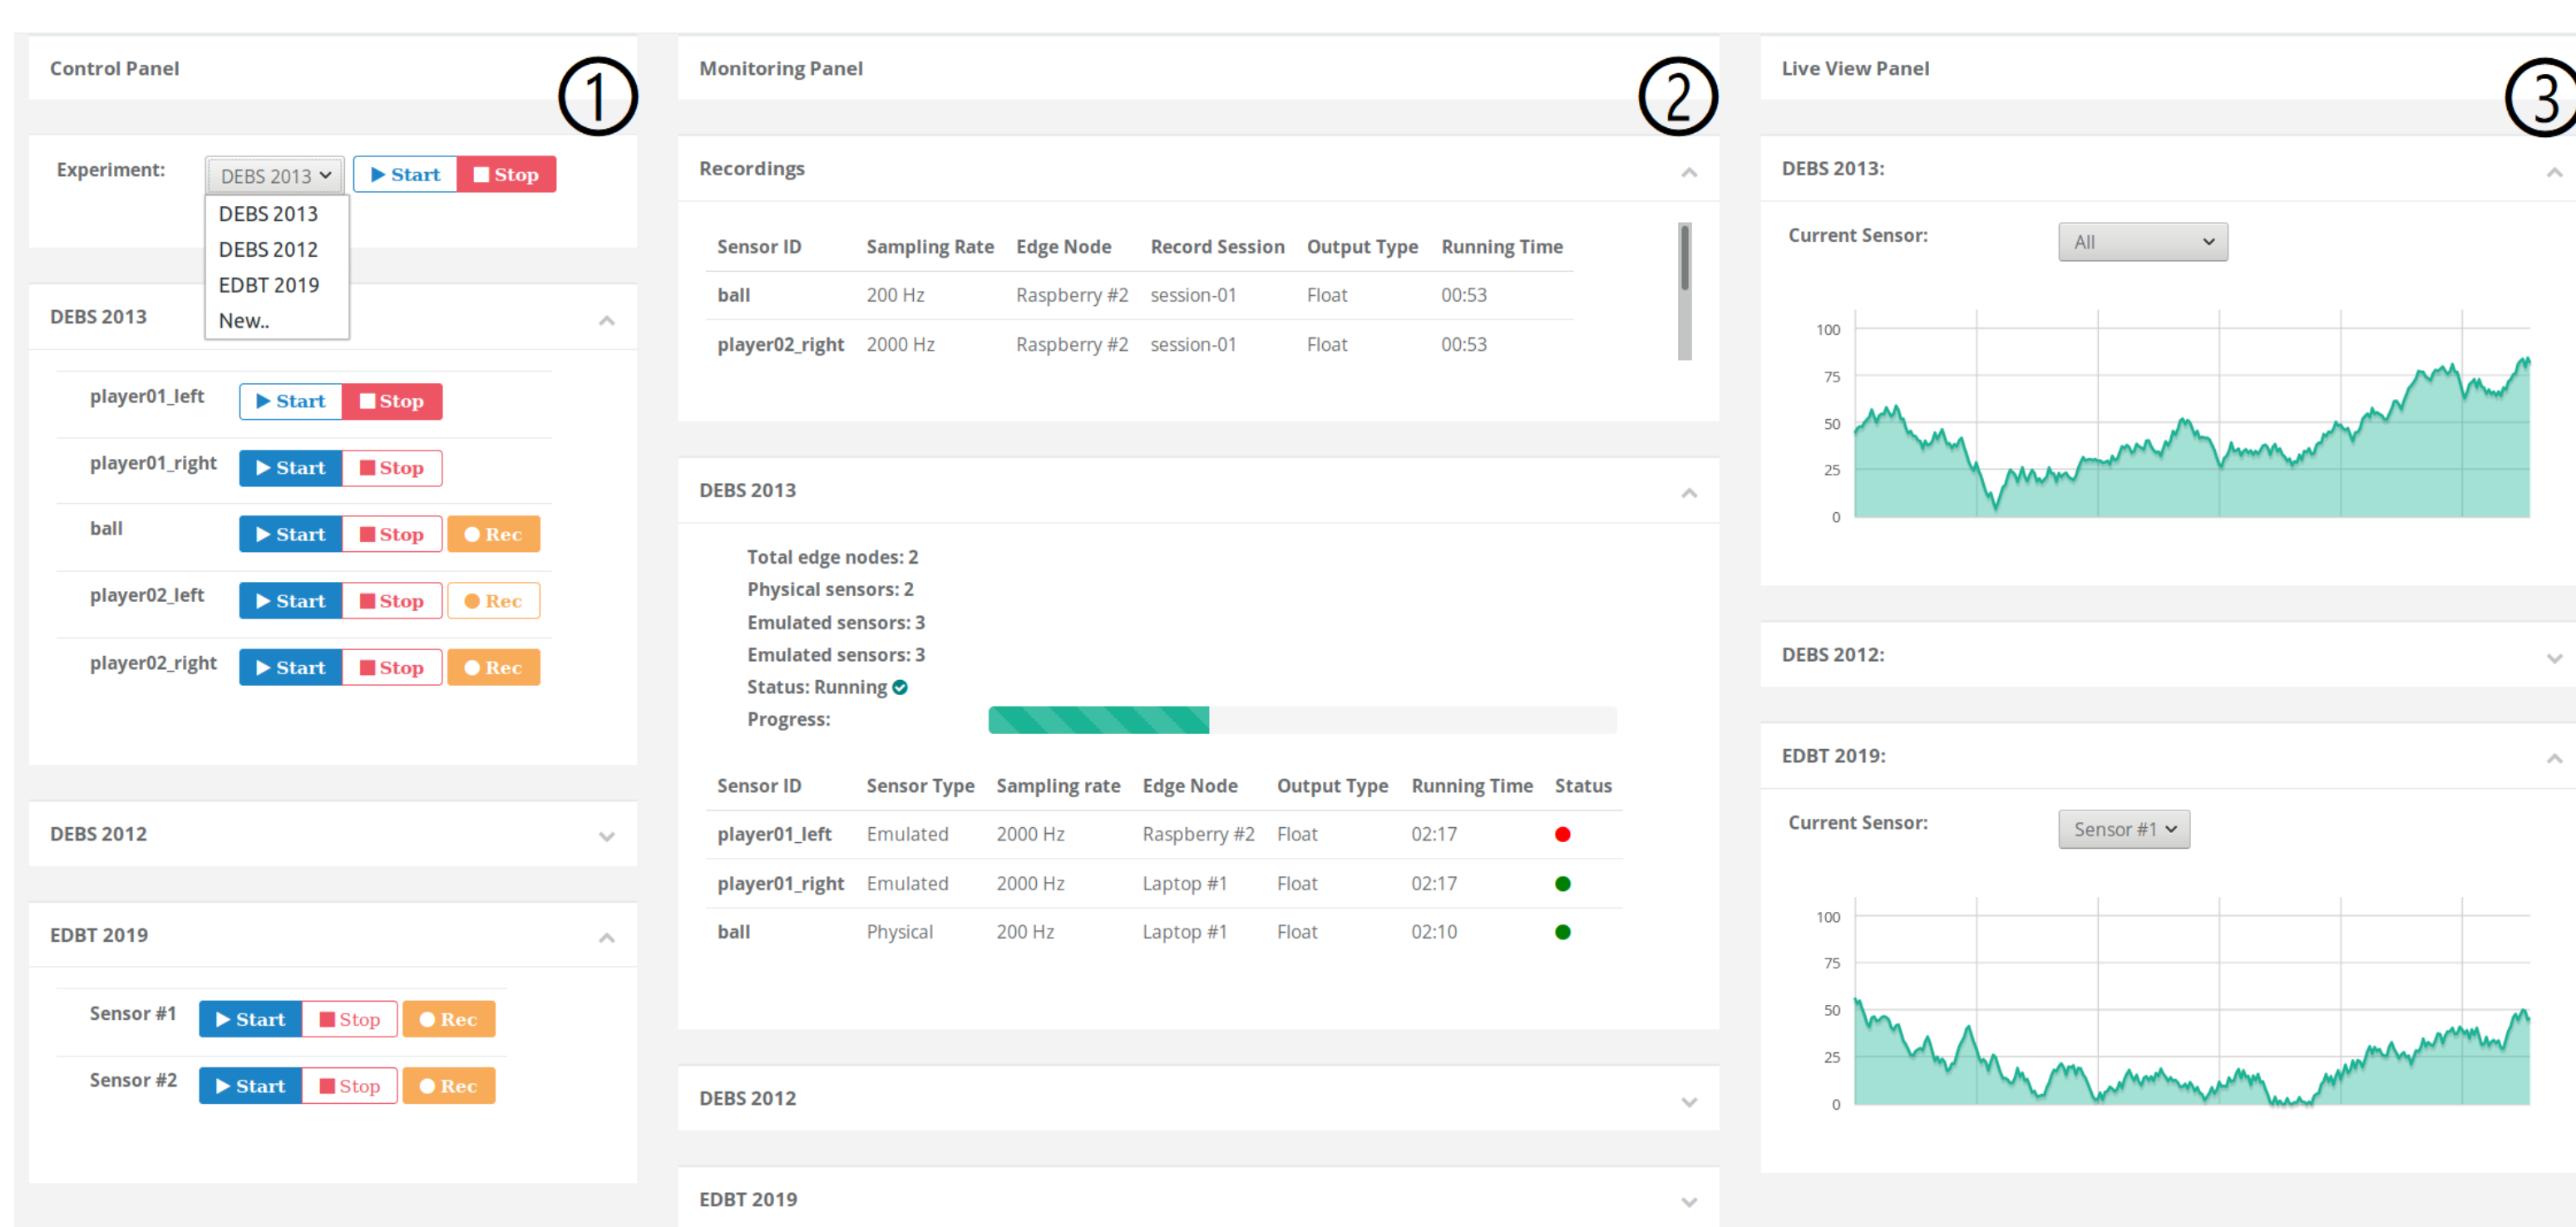 Control Panel
1
Experiment: DEBS 2013 Start Stop
DEBS 2013
DEBS 2012
EDBT 2019
New..
DEBS 2013
player01_left Start Stop
player01_right Start Stop
ball Start Stop Rec
player02_left Start Stop Rec
player02_right Start Stop Rec
DEBS 2012
EDBT 2019
Sensor #1 Start Stop Rec
Sensor #2 Start Stop Rec
Monitoring Panel
2
Recordings
Sensor ID Sampling Rate Edge Node Record Session Output Type Running Time
ball 200 Hz Raspberry #2 session-01 Float 00:53
player02_right 2000 Hz Raspberry #2 session-01 Float 00:53
DEBS 2013
Total edge nodes: 2
Physical sensors: 2
Emulated sensors: 3
Emulated sensors: 3
Status: Running
Progress:
Sensor ID Sensor Type Sampling rate Edge Node Output Type Running Time Status
player01_left Emulated 2000 Hz Raspberry #2 Float 02:17
player01_right Emulated 2000 Hz Laptop #1 Float 02:17
ball Physical 200 Hz Laptop #1 Float 02:10
DEBS 2012
EDBT 2019
Live View Panel
3
DEBS 2013:
Current Sensor: All
100
75
50
25
0
DEBS 2012:
EDBT 2019:
Current Sensor: Sensor #1
100
75
50
25
0